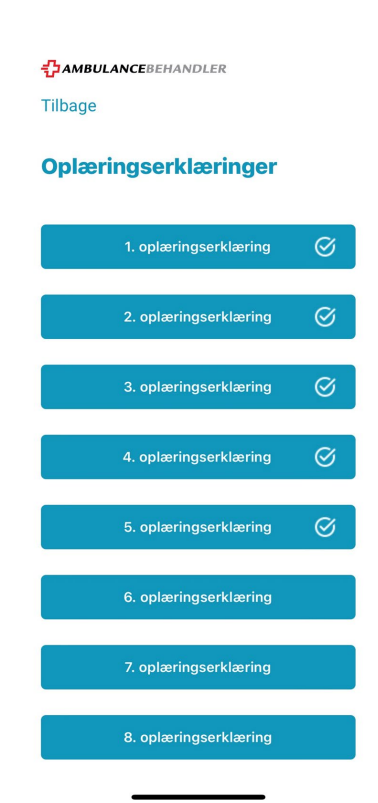 AMBULANCEBEHANDLER
Tilbage
Oplæringserklæringer
1. oplæringserklæring
2. oplæringserklæring
3. oplæringserklæring
4. oplæringserklæring
5. oplæringserklæring
6. oplæringserklæring
7. oplæringserklæring
8. oplæringserklæring